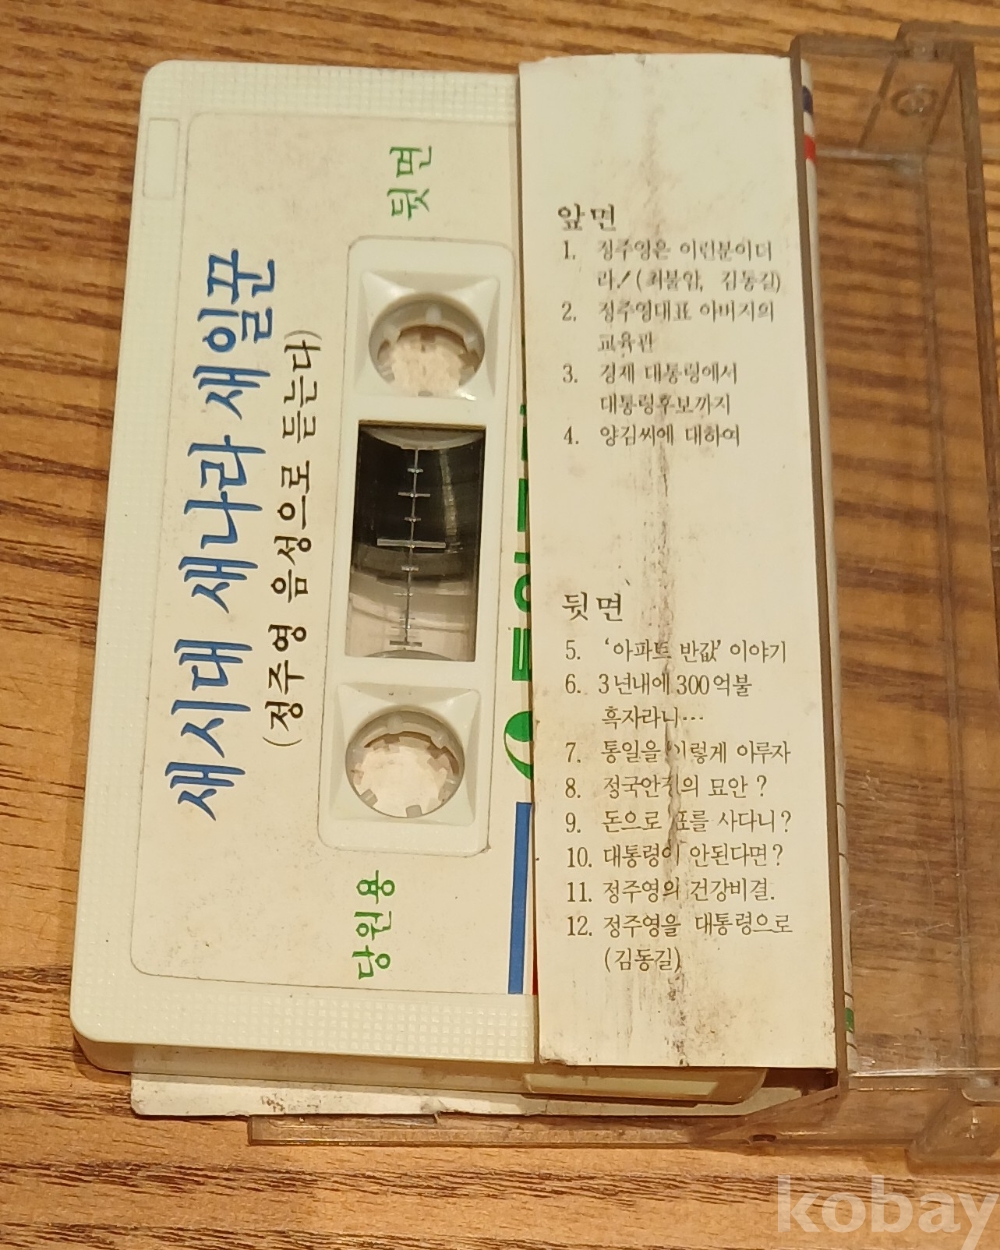 뒷면
새시대 새나라 새일꾼
(정주영 음성으로 듣는다)
당원용
앞면
1. 정주영은 이런분이더
라!(최불암, 김동길)
2. 정주영대표 아버지의
교육관
3. 경제 대통령에서
대통령후보까지
4. 양김씨에 대하여
뒷면
5. ‘아파트 반값’ 이야기
6. 3년내에 300억불
흑자라니…
7. 통일을 이렇게 이루자
8. 정국안정의 묘안?
9. 돈으로 표를 사다니?
10. 대통령이 안된다면?
11. 정주영의 건강비결.
12. 정주영을 대통령으로
(김동길)
kobay